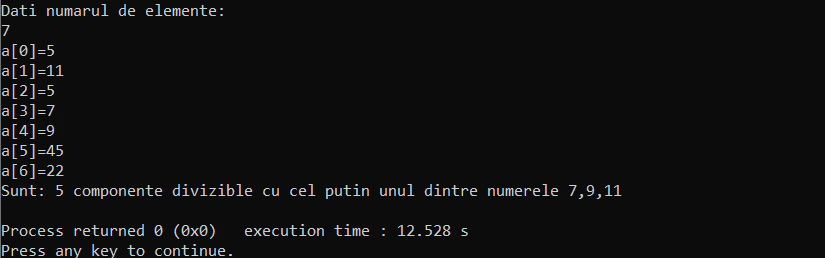 Dati numarul de elemente:
7
a[0]=5
a[1]=11
a[2]=5
a[3]=7
a[4]=9
a[5]=45
a[6]=22
Sunt: 5 componente divizible cu cel putin unul dintre numerele 7,9,11
Process returned 0 (0x0)   execution time : 12.528 s
Press any key to continue.